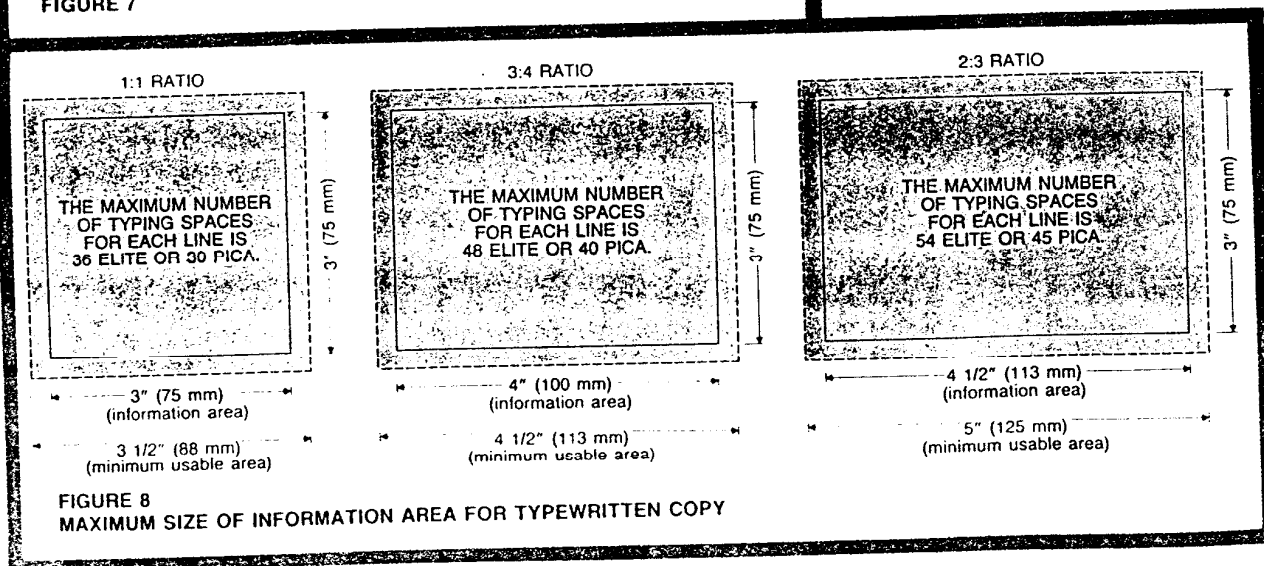 FIGURE 7
1:1 RATIO
THE MAXIMUM NUMBER
OF TYPING SPACES
FOR EACH LINE IS
36 ELITE OR 30 PICA.
3" (75 mm)
3" (75 mm)
(information area)
3 1/2" (88 mm)
(minimum usable area)
3:4 RATIO
THE MAXIMUM NUMBER
OF TYPING SPACES
FOR EACH LINE IS
48 ELITE OR 40 PICA.
3" (75 mm)
4" (100 mm)
(information area)
4 1/2" (113 mm)
(minimum usable area)
2:3 RATIO
THE MAXIMUM NUMBER
OF TYPING SPACES
FOR EACH LINE IS
54 ELITE OR 45 PICA.
3" (75 mm)
4 1/2" (113 mm)
(information area)
5" (125 mm)
(minimum usable area)
FIGURE 8
MAXIMUM SIZE OF INFORMATION AREA FOR TYPEWRITTEN COPY